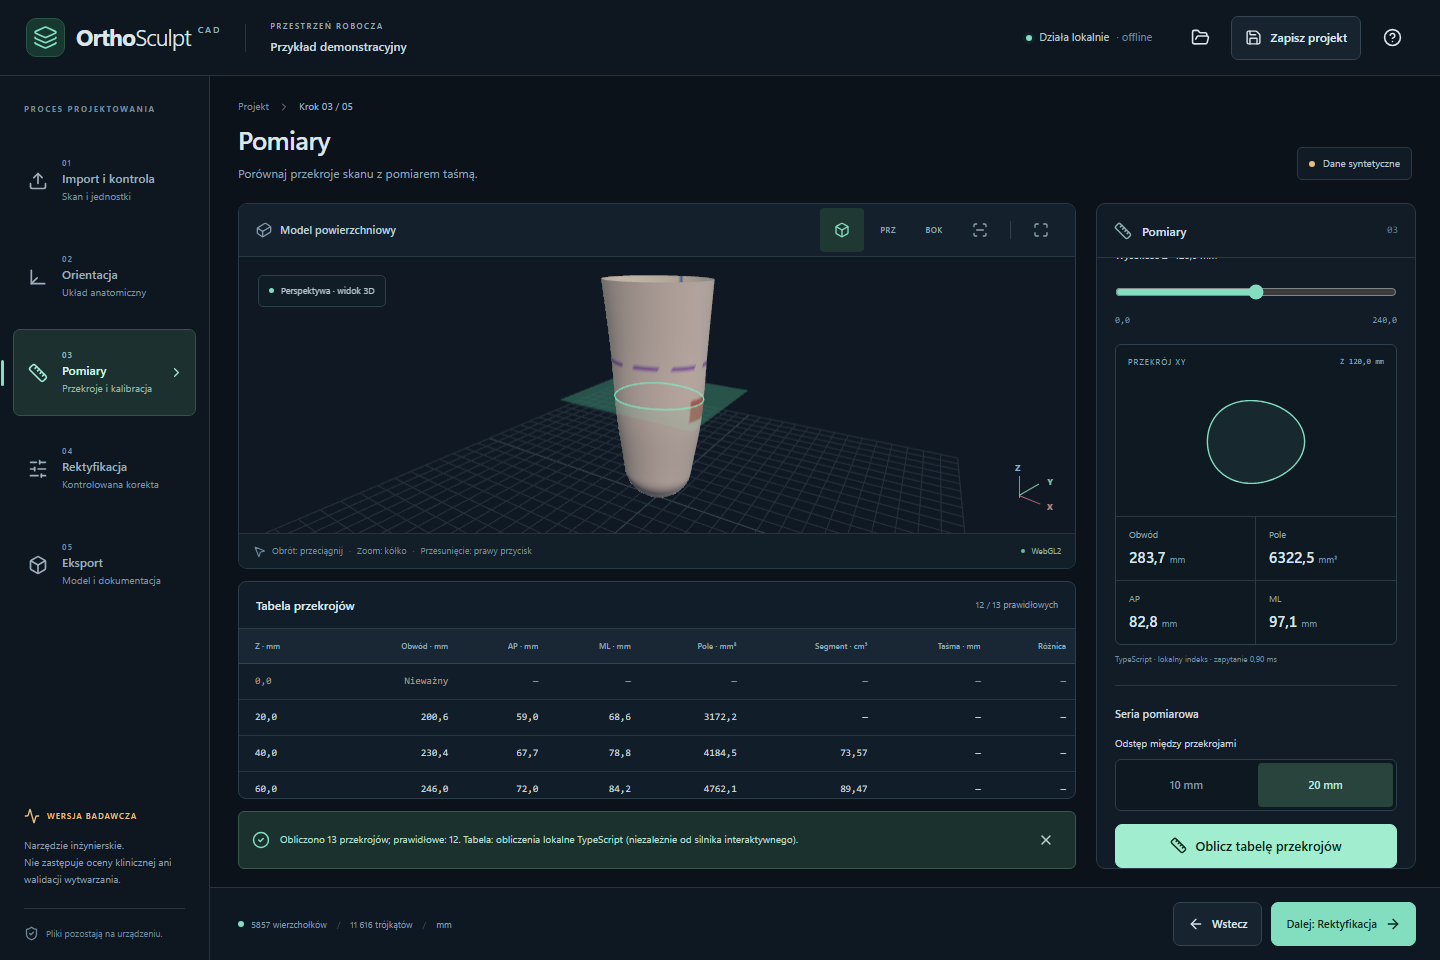 OrthoSculpt CAD
PRZESTRZEŃ ROBOCZA
Przykład demonstracyjny
Działa lokalnie · offline
Zapisz projekt
PROCES PROJEKTOWANIA
01
Import i kontrola
Skan i jednostki
02
Orientacja
Układ anatomiczny
03
Pomiary
Przekroje i kalibracja
04
Rektyfikacja
Kontrolowana korekta
05
Eksport
Model i dokumentacja
WERSJA BADAWCZA
Narzędzie inżynierskie.
Nie zastępuje oceny klinicznej ani
walidacji wytwarzania.
Pliki pozostają na urządzeniu.
Projekt
Krok 03 / 05
Pomiary
Porównaj przekroje skanu z pomiarem taśmą.
Dane syntetyczne
Model powierzchniowy
PRZ
BOK
Perspektywa · widok 3D
Z
Y
X
Obrót: przeciągnij · Zoom: kółko · Przesunięcie: prawy przycisk
WebGL2
Tabela przekrojów
12 / 13 prawidłowych
Z · mm Obwód · mm AP · mm ML · mm Pole · mm² Segment · cm³ Taśma · mm Różnica
0,0 Nieważny — — — — — —
20,0 200,6 59,0 68,6 3172,2 — — —
40,0 230,4 67,7 78,8 4184,5 73,57 — —
60,0 246,0 72,0 84,2 4762,1 89,47 — —
Obliczono 13 przekrojów; prawidłowe: 12. Tabela: obliczenia lokalne TypeScript (niezależnie od silnika interaktywnego).
Pomiary
03
0,0 240,0
PRZEKRÓJ XY
Z 120,0 mm
Obwód
283,7 mm
Pole
6322,5 mm²
AP
82,8 mm
ML
97,1 mm
TypeScript · lokalny indeks · zapytanie 0,90 ms
Seria pomiarowa
Odstęp między przekrojami
10 mm
20 mm
Oblicz tabelę przekrojów
5857 wierzchołków / 11 616 trójkątów / mm
Wstecz
Dalej: Rektyfikacja